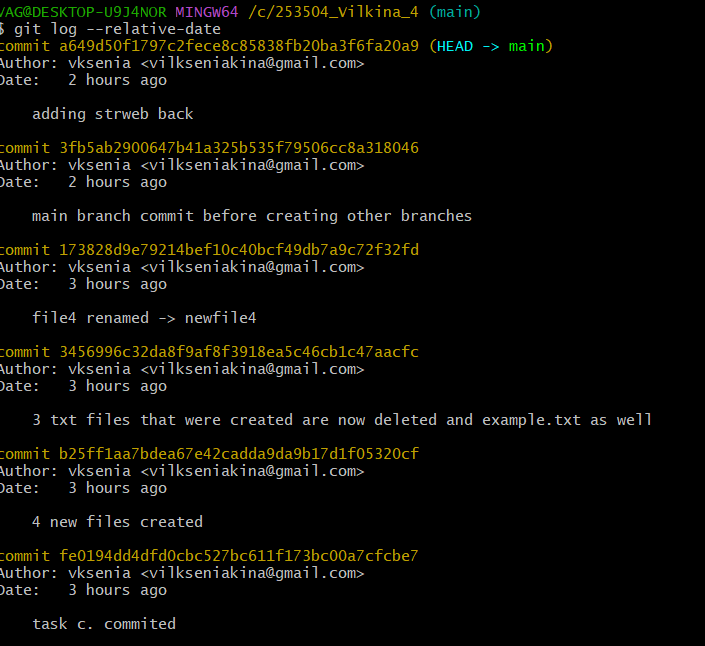 VAG@DESKTOP-U9J4NOR MINGW64 /c/253504_Vilkina_4 (main)
$ git log --relative-date
commit a649d50f1797c2fece8c85838fb20ba3f6fa20a9 (HEAD -> main)
Author: vksenia <vilkseniakina@gmail.com>
Date:   2 hours ago

    adding strweb back

commit 3fb5ab2900647b41a325b535f79506cc8a318046
Author: vksenia <vilkseniakina@gmail.com>
Date:   2 hours ago

    main branch commit before creating other branches

commit 173828d9e79214bef10c40bcf49db7a9c72f32fd
Author: vksenia <vilkseniakina@gmail.com>
Date:   3 hours ago

    file4 renamed -> newfile4

commit 3456996c32da8f9af8f3918ea5c46cb1c47aacfc
Author: vksenia <vilkseniakina@gmail.com>
Date:   3 hours ago

    3 txt files that were created are now deleted and example.txt as well

commit b25ff1aa7bdea67e42cadda9da9b17d1f05320cf
Author: vksenia <vilkseniakina@gmail.com>
Date:   3 hours ago

    4 new files created

commit fe0194dd4dfd0cbc527bc611f173bc00a7cfcbe7
Author: vksenia <vilkseniakina@gmail.com>
Date:   3 hours ago

    task c. commited